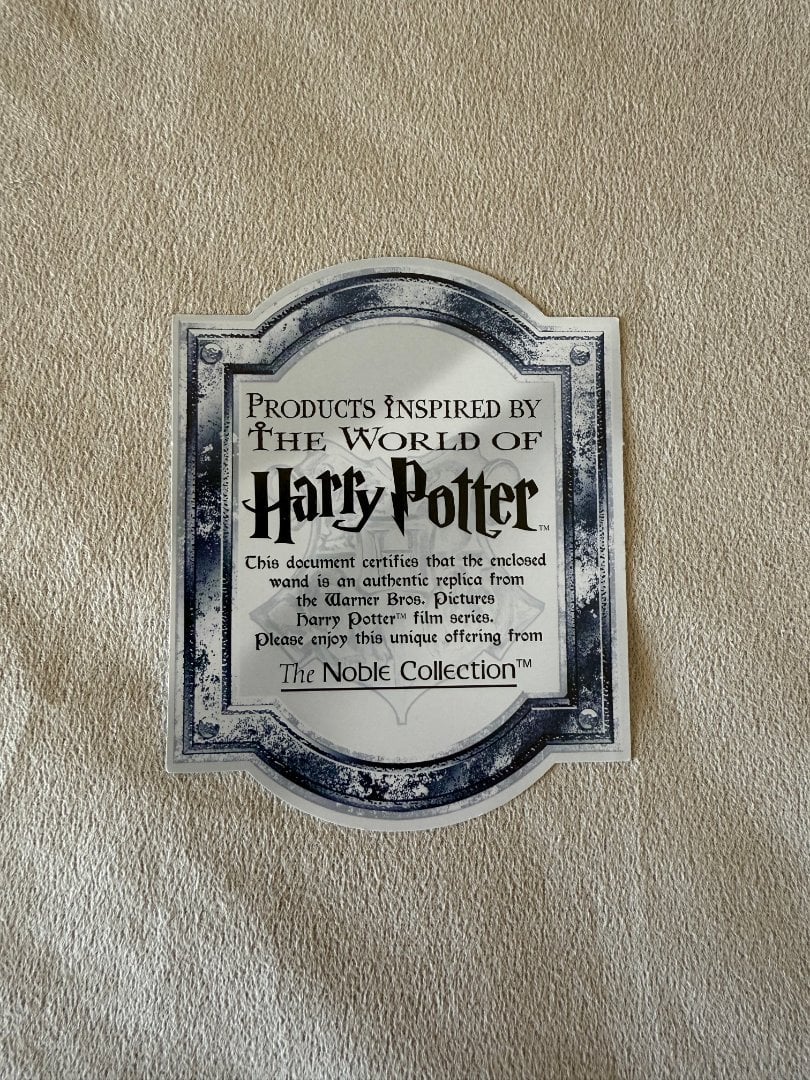 PRODUCTS INSPIRED BY
THE WORLD OF
Harry Potter™
This document certifies that the enclosed
wand is an authentic replica from
the Warner Bros. Pictures
Harry Potter™ film series.
Please enjoy this unique offering from
The Noble Collection™